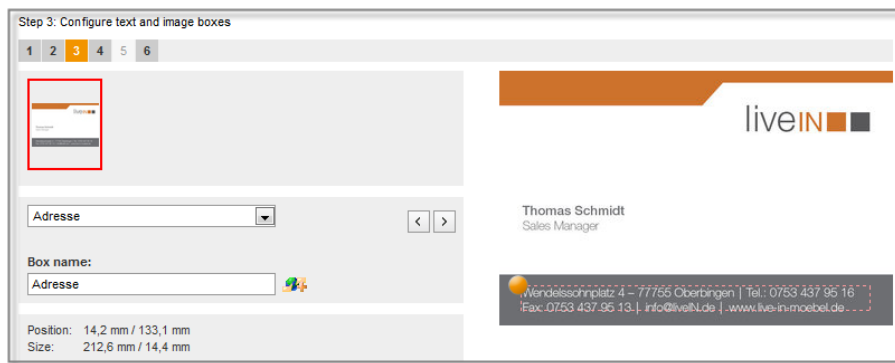 Step 3: Configure text and image boxes
1 2 3 4 5 6
Adresse
< >
Box name:
Adresse
Position: 14,2 mm / 133,1 mm
Size: 212,6 mm / 14,4 mm
liveIN
Thomas Schmidt
Sales Manager
Wendelssohnplatz 4 – 77755 Oberbingen | Tel.: 0753 437 95 16
Fax: 0753 437 95 13 | info@liveIN.de | www.live-in-moebel.de